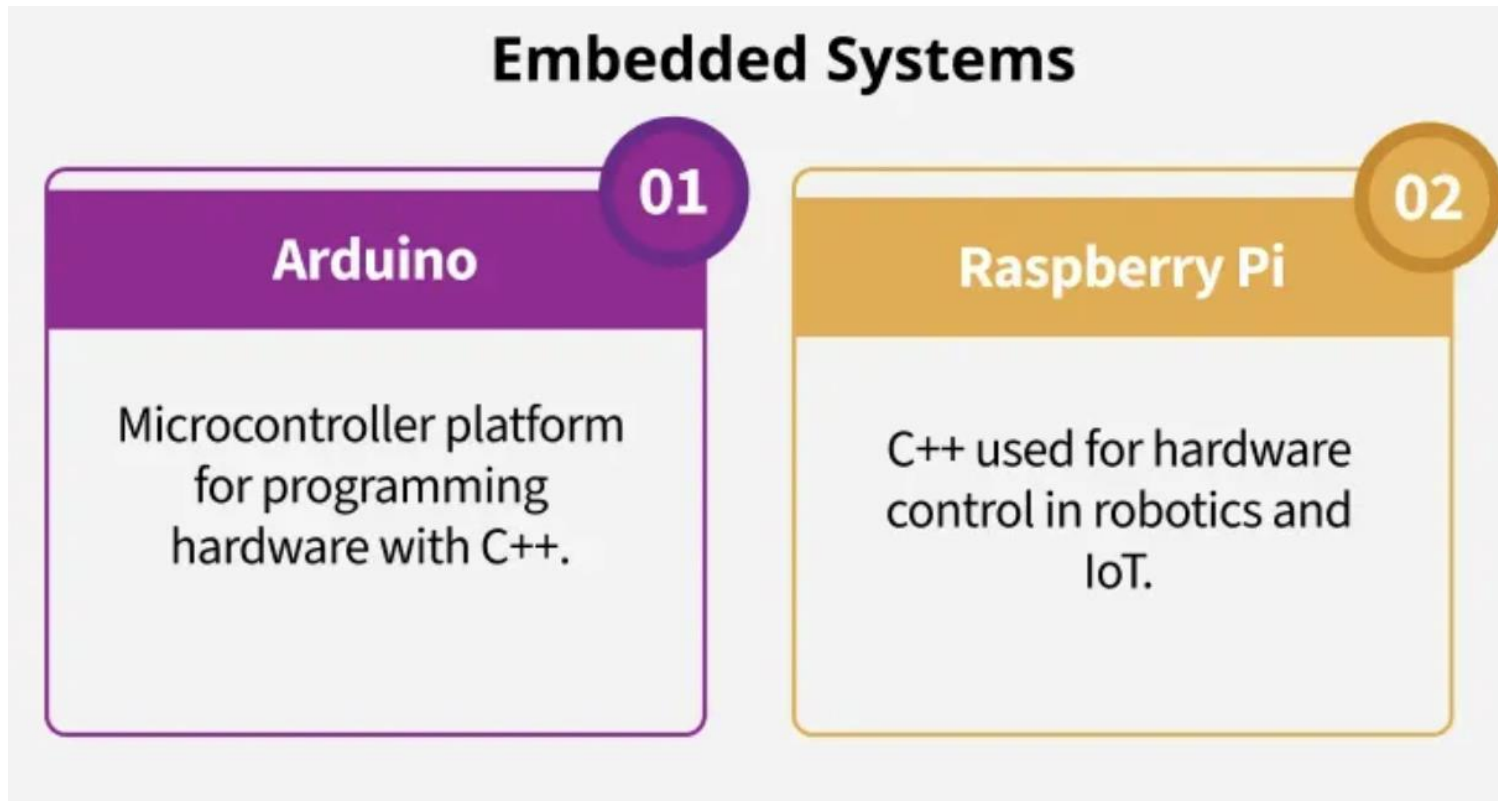 Embedded Systems
01
Arduino
Microcontroller platform
for programming
hardware with C++.
02
Raspberry Pi
C++ used for hardware
control in robotics and
IoT.